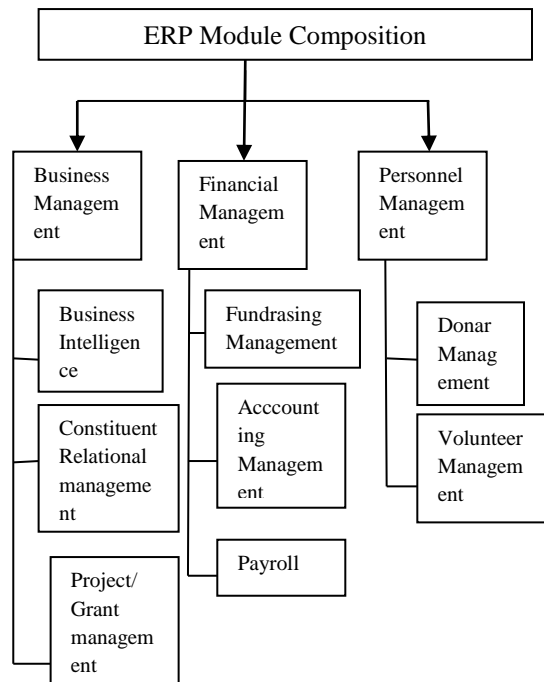 ERP Module Composition
Business
Managem
ent
Financial
Managem
ent
Personnel
Managem
ent
Business
Intelligen
ce
Constituent
Relational
manageme
nt
Project/
Grant
managem
ent
Fundrasing
Management
Acccount
ing
Managem
ent
Payroll
Donar
Manag
ement
Volunteer
Managem
ent